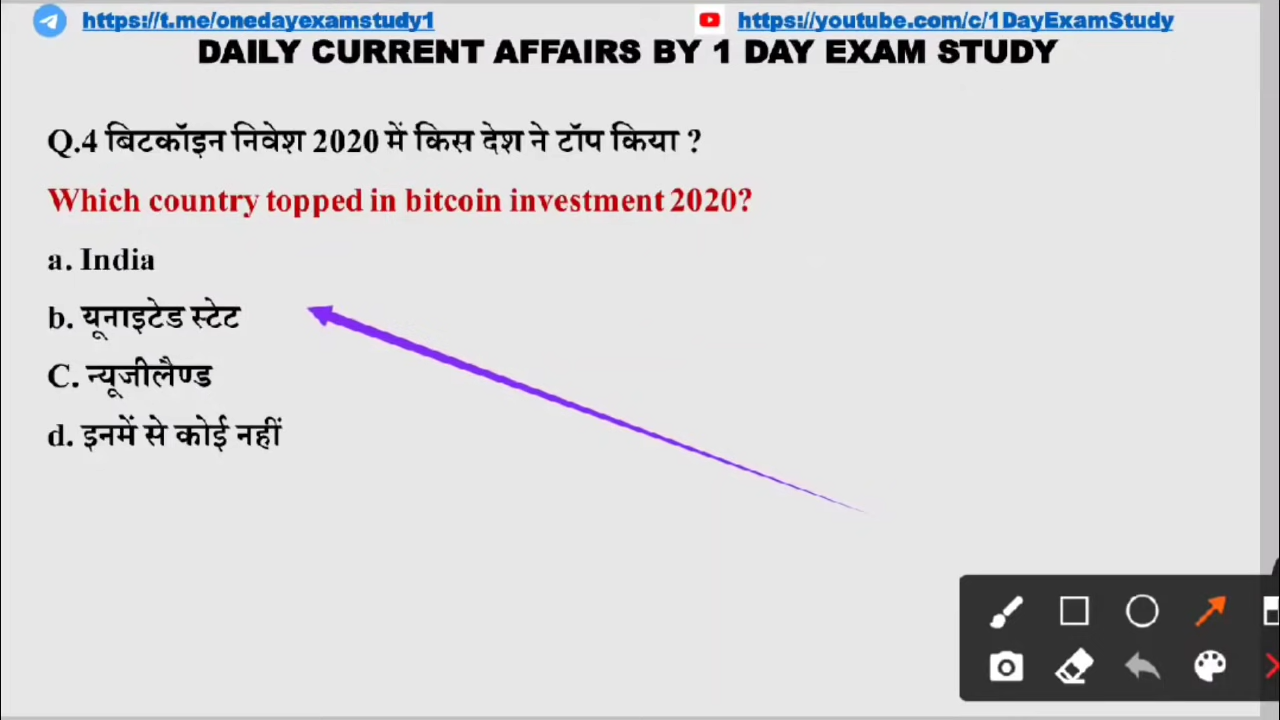 https://t.me/onedayexamstudy1 https://youtube.com/c/1DayExamStudy
DAILY CURRENT AFFAIRS BY 1 DAY EXAM STUDY
Q.4 बिटकॉइन निवेश 2020 में किस देश ने टॉप किया ?
Which country topped in bitcoin investment 2020?
a. India
b. यूनाइटेड स्टेट
C. न्यूजीलैण्ड
d. इनमें से कोई नहीं